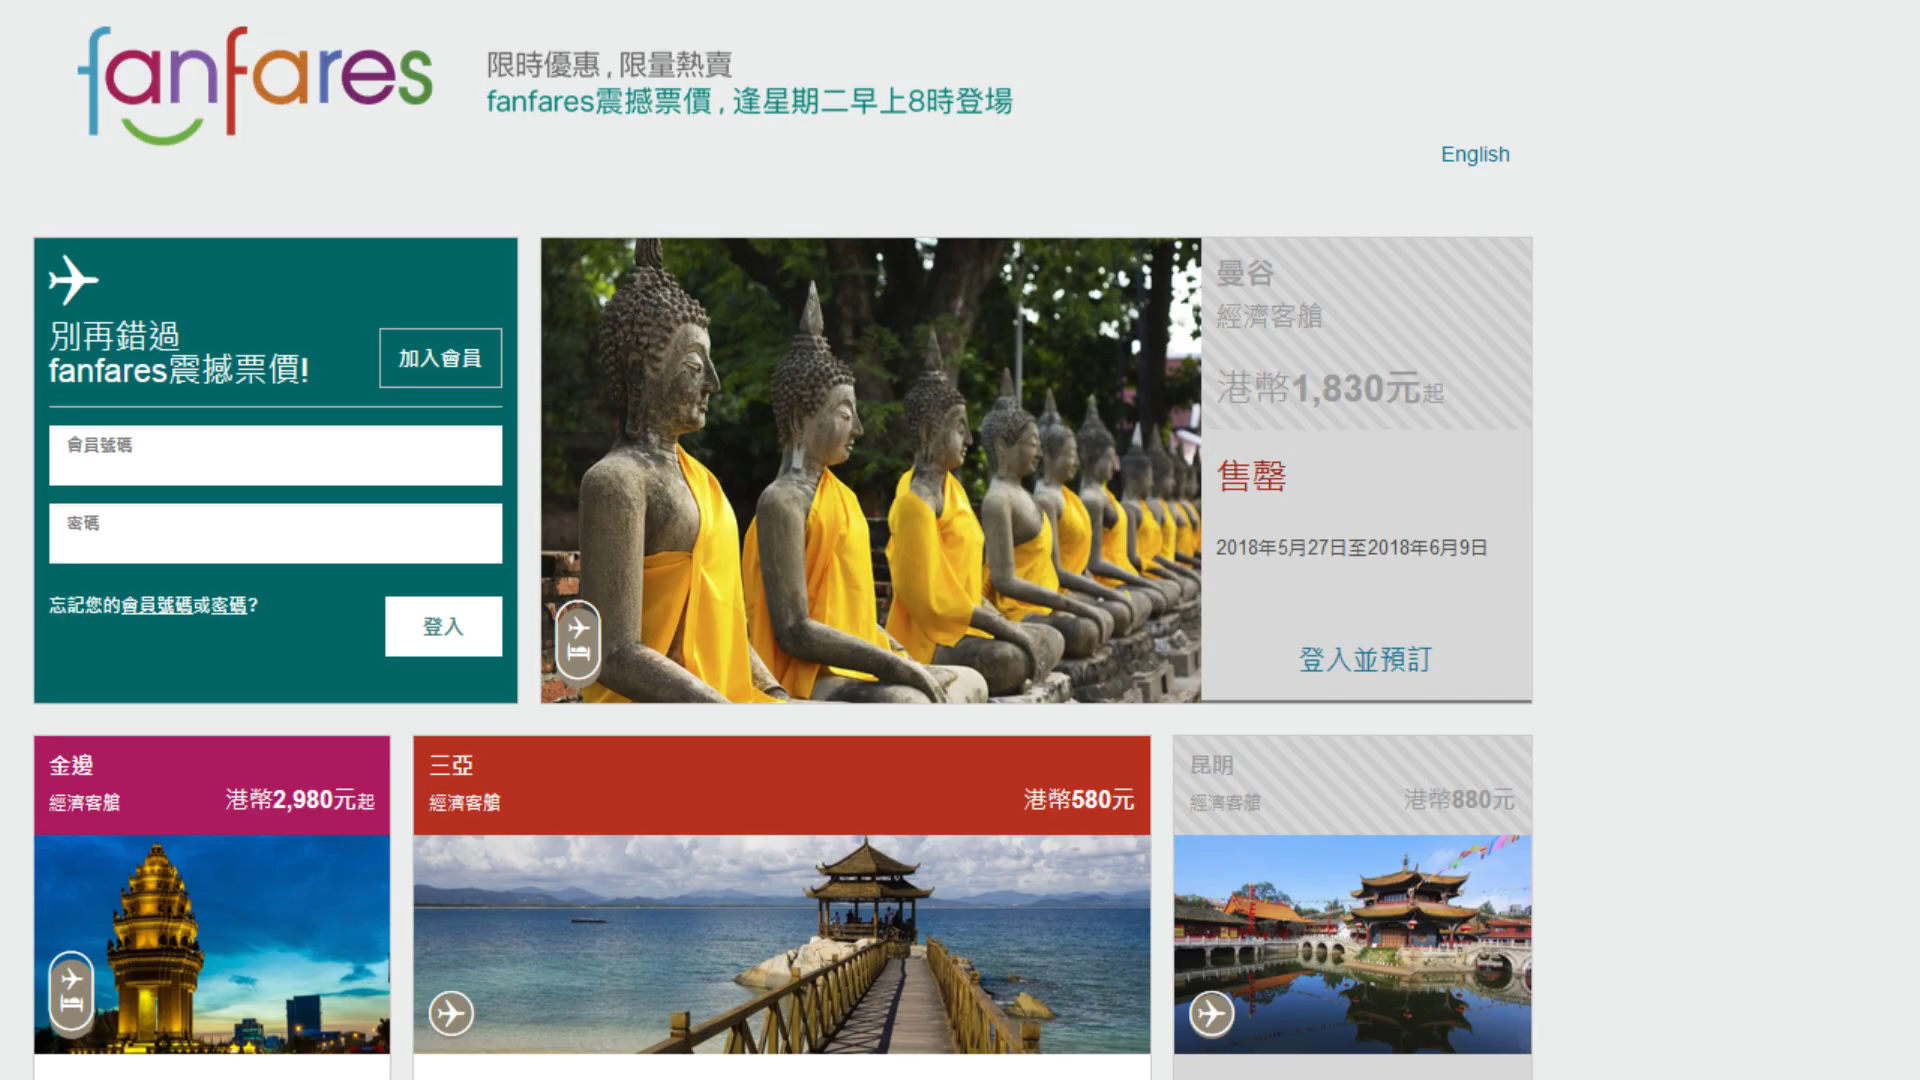 fanfares
限時優惠，限量熱賣
fanfares震撼票價，逢星期二早上8時登場
English
別再錯過
fanfares震撼票價!
加入會員
會員號碼
密碼
忘記您的會員號碼或密碼?
登入
曼谷
經濟客艙
港幣1,830元起
售罄
2018年5月27日至2018年6月9日
登入並預訂
金邊
經濟客艙
港幣2,980元起
三亞
經濟客艙
港幣580元
昆明
經濟客艙
港幣880元